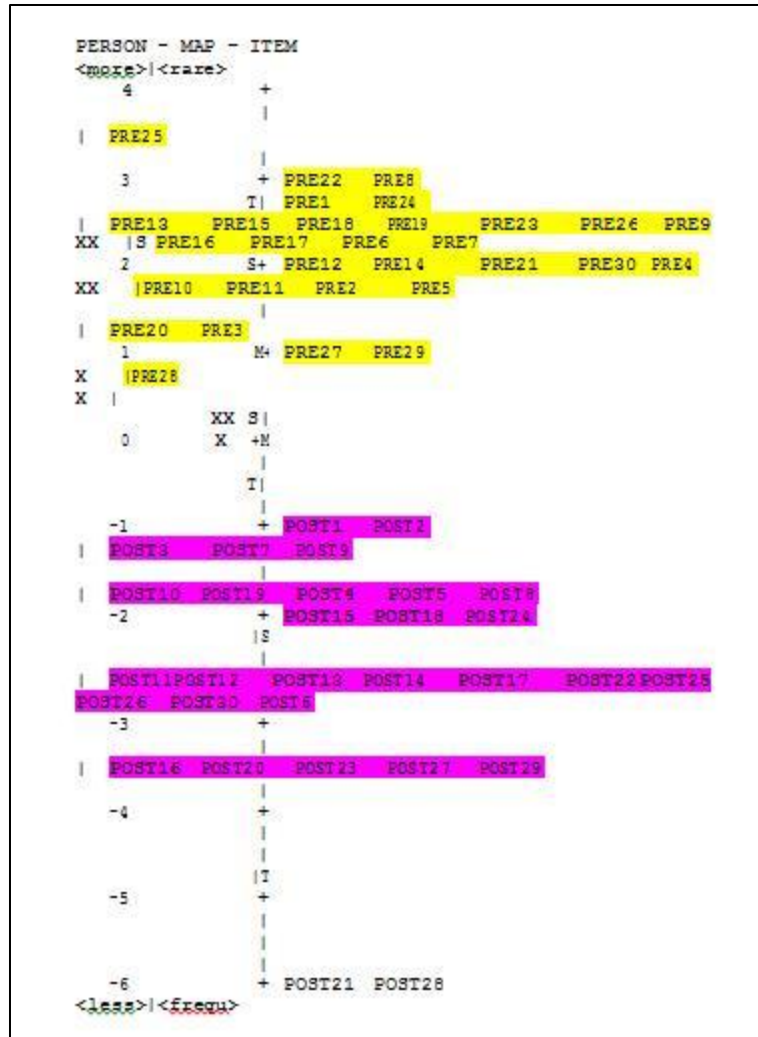 PERSON - MAP - ITEM
<more>|<rare>
4 +
|
| PRE25
|
3 + PRE22 PRE8
T| PRE1 PRE24
| PRE13 PRE15 PRE18 PRE19 PRE23 PRE26 PRE9
XX |S PRE16 PRE17 PRE6 PRE7
2 S+ PRE12 PRE14 PRE21 PRE30 PRE4
XX |PRE10 PRE11 PRE2 PRE5
|
| PRE20 PRE3
1 M+ PRE27 PRE29
X |PRE28
X |
XX S|
0 X +M
|
T|
|
-1 + POST1 POST2
| POST3 POST7 POST9
|
| POST10 POST19 POST4 POST5 POST8
-2 + POST15 POST18 POST24
|S
|
| POST11POST12 POST13 POST14 POST17 POST22POST25
POST26 POST30 POST6
-3 +
|
| POST16 POST20 POST23 POST27 POST29
|
-4 +
|
|
|T
-5 +
|
|
|
-6 + POST21 POST28
<less>|<frequ>